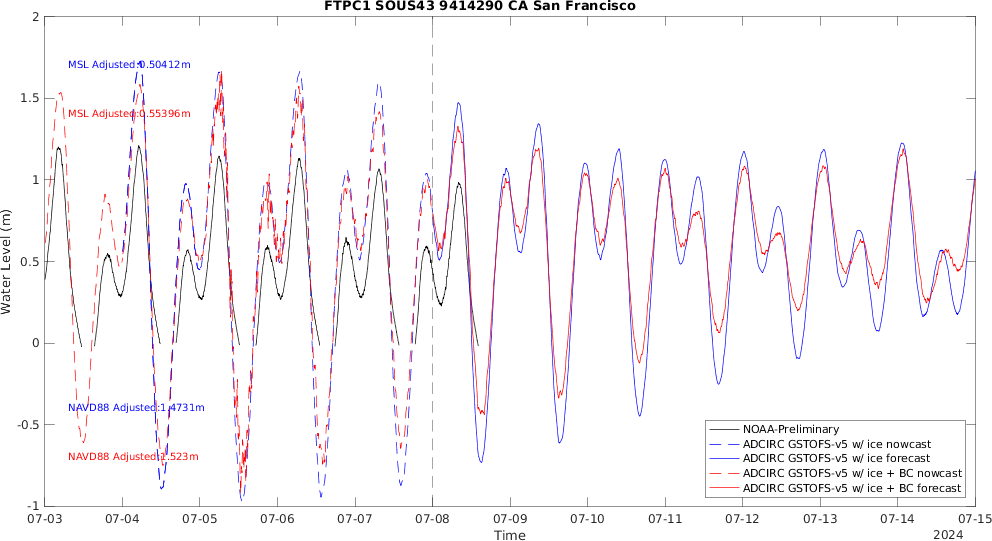 FTPC1 SOUS43 9414290 CA San Francisco
2
1.5
1
0.5
0
-0.5
-1
Water Level (m)
MSL Adjusted:0.50412m
MSL Adjusted:0.55396m
NAVD88 Adjusted:1.4731m
NAVD88 Adjusted:1.523m
NOAA-Preliminary
ADCIRC GSTOFS-v5 w/ ice nowcast
ADCIRC GSTOFS-v5 w/ ice forecast
ADCIRC GSTOFS-v5 w/ ice + BC nowcast
ADCIRC GSTOFS-v5 w/ ice + BC forecast
07-03 07-04 07-05 07-06 07-07 07-08 07-09 07-10 07-11 07-12 07-13 07-14 07-15
Time
2024